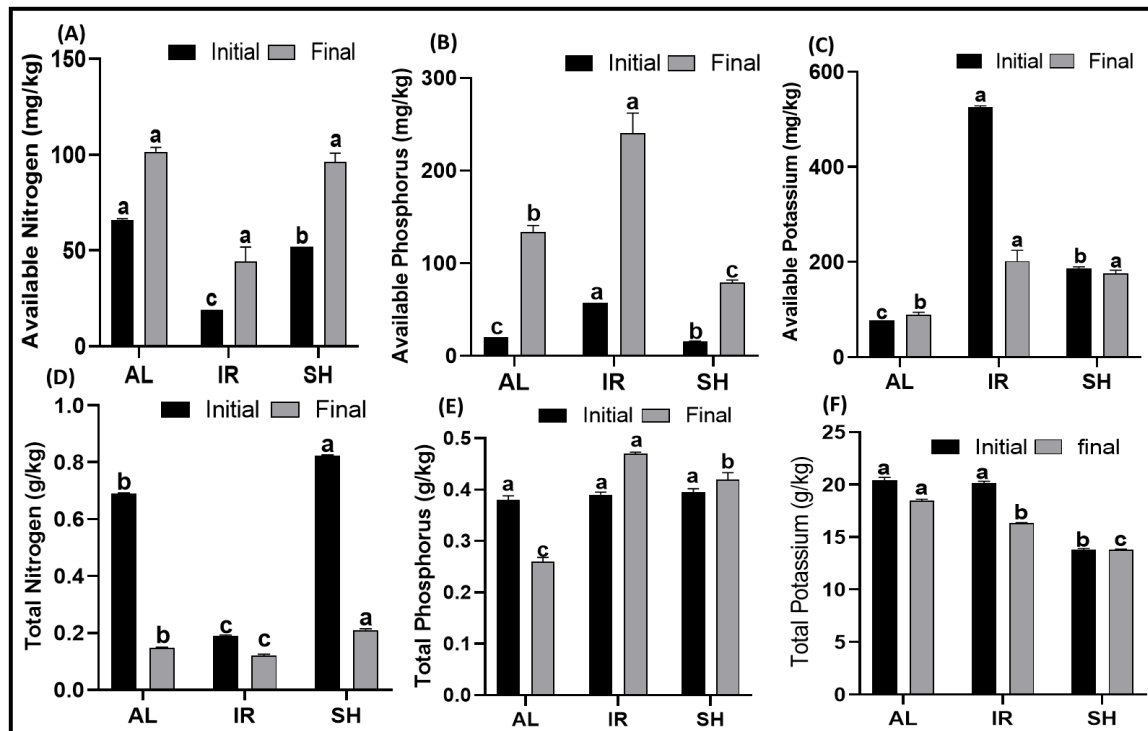 (A)
Initial Final
Available Nitrogen (mg/kg)
150
100
50
0
a a
c a
b a
AL IR SH
(B)
Initial Final
Available Phosphorus (mg/kg)
300
200
100
0
c b
a a
b c
AL IR SH
(C)
Initial Final
Available Potassium (mg/kg)
600
400
200
0
c b
a a
b a
AL IR SH
(D)
Initial Final
Total Nitrogen (g/kg)
1.0
0.8
0.6
0.4
0.2
0.0
b b
c c
a a
AL IR SH
(E)
Initial Final
Total Phosphorus (g/kg)
0.5
0.4
0.3
0.2
0.1
0.0
a c
a a
a b
AL IR SH
(F)
Initial final
Total Potassium (g/kg)
25
20
15
10
5
0
a a
a b
b c
AL IR SH